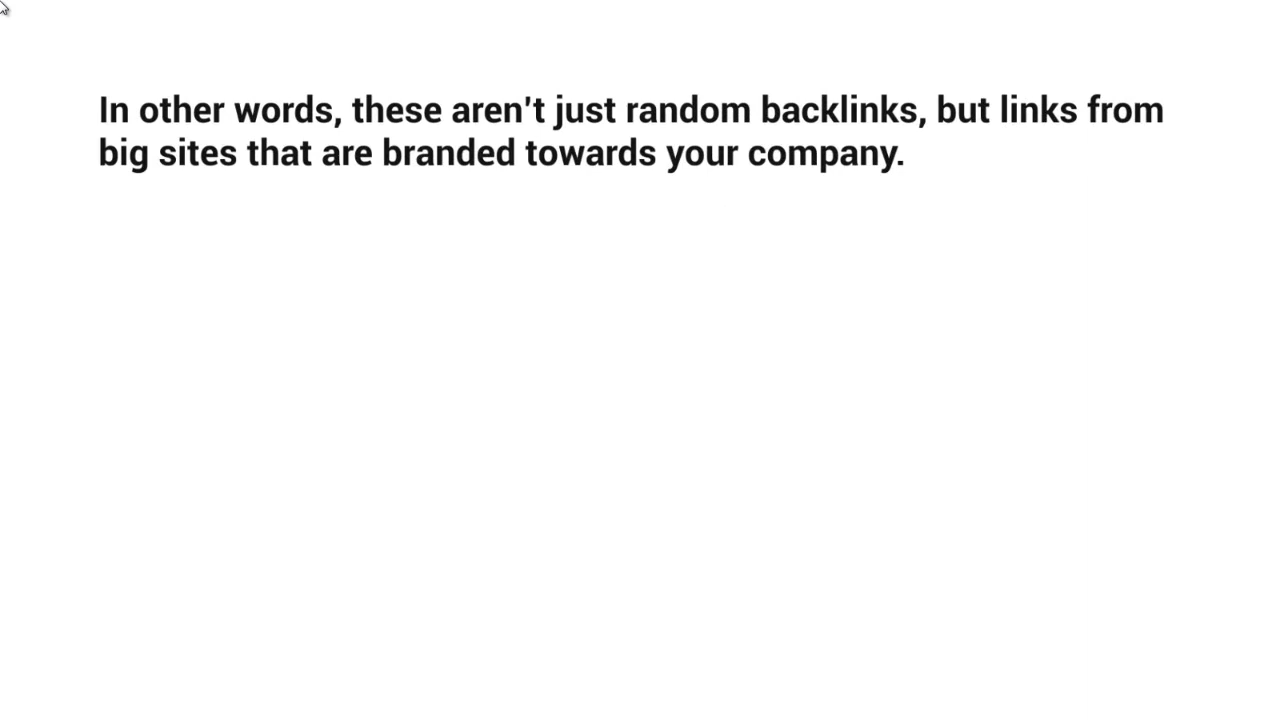 In other words, these aren't just random backlinks, but links from
big sites that are branded towards your company.